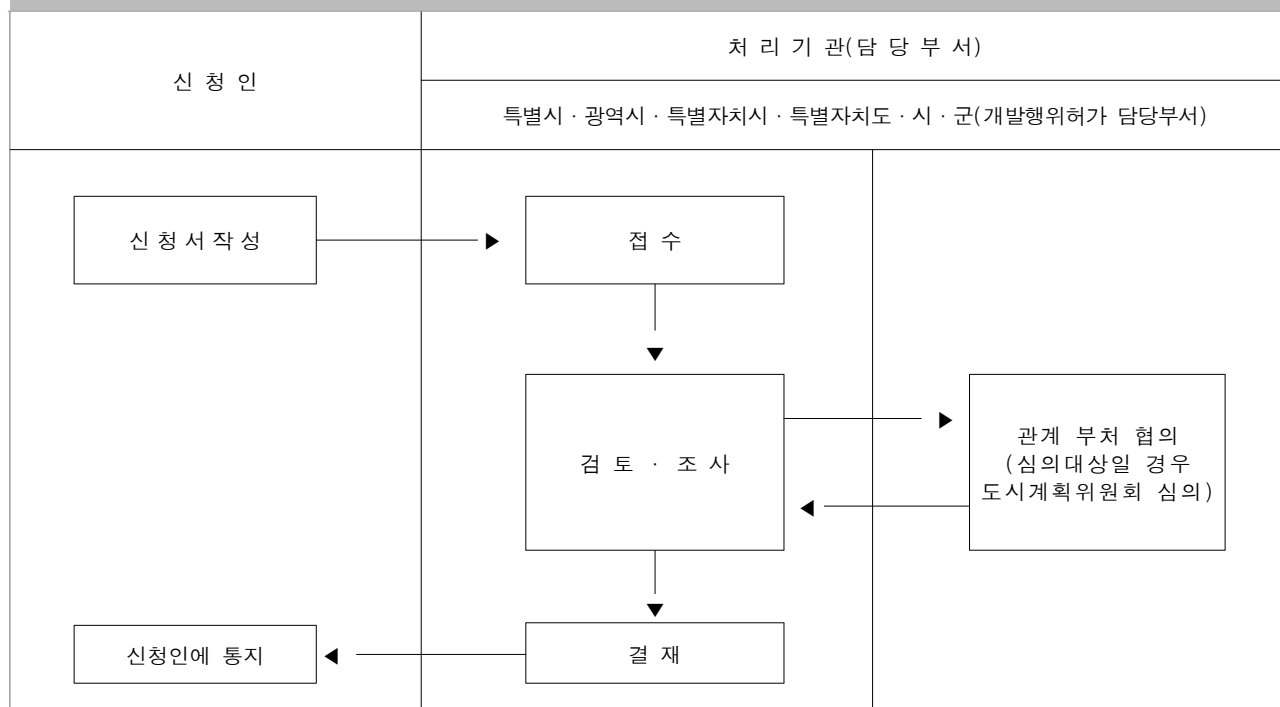 신 청 인
처 리 기 관(담 당 부 서)
특별시 · 광역시 · 특별자치시 · 특별자치도 · 시 · 군(개발행위허가 담당부서)
신 청 서 작 성
접 수
검 토 · 조 사
관계 부처 협의
(심의대상일 경우
도시계획위원회 심의)
신청인에 통지
결 재